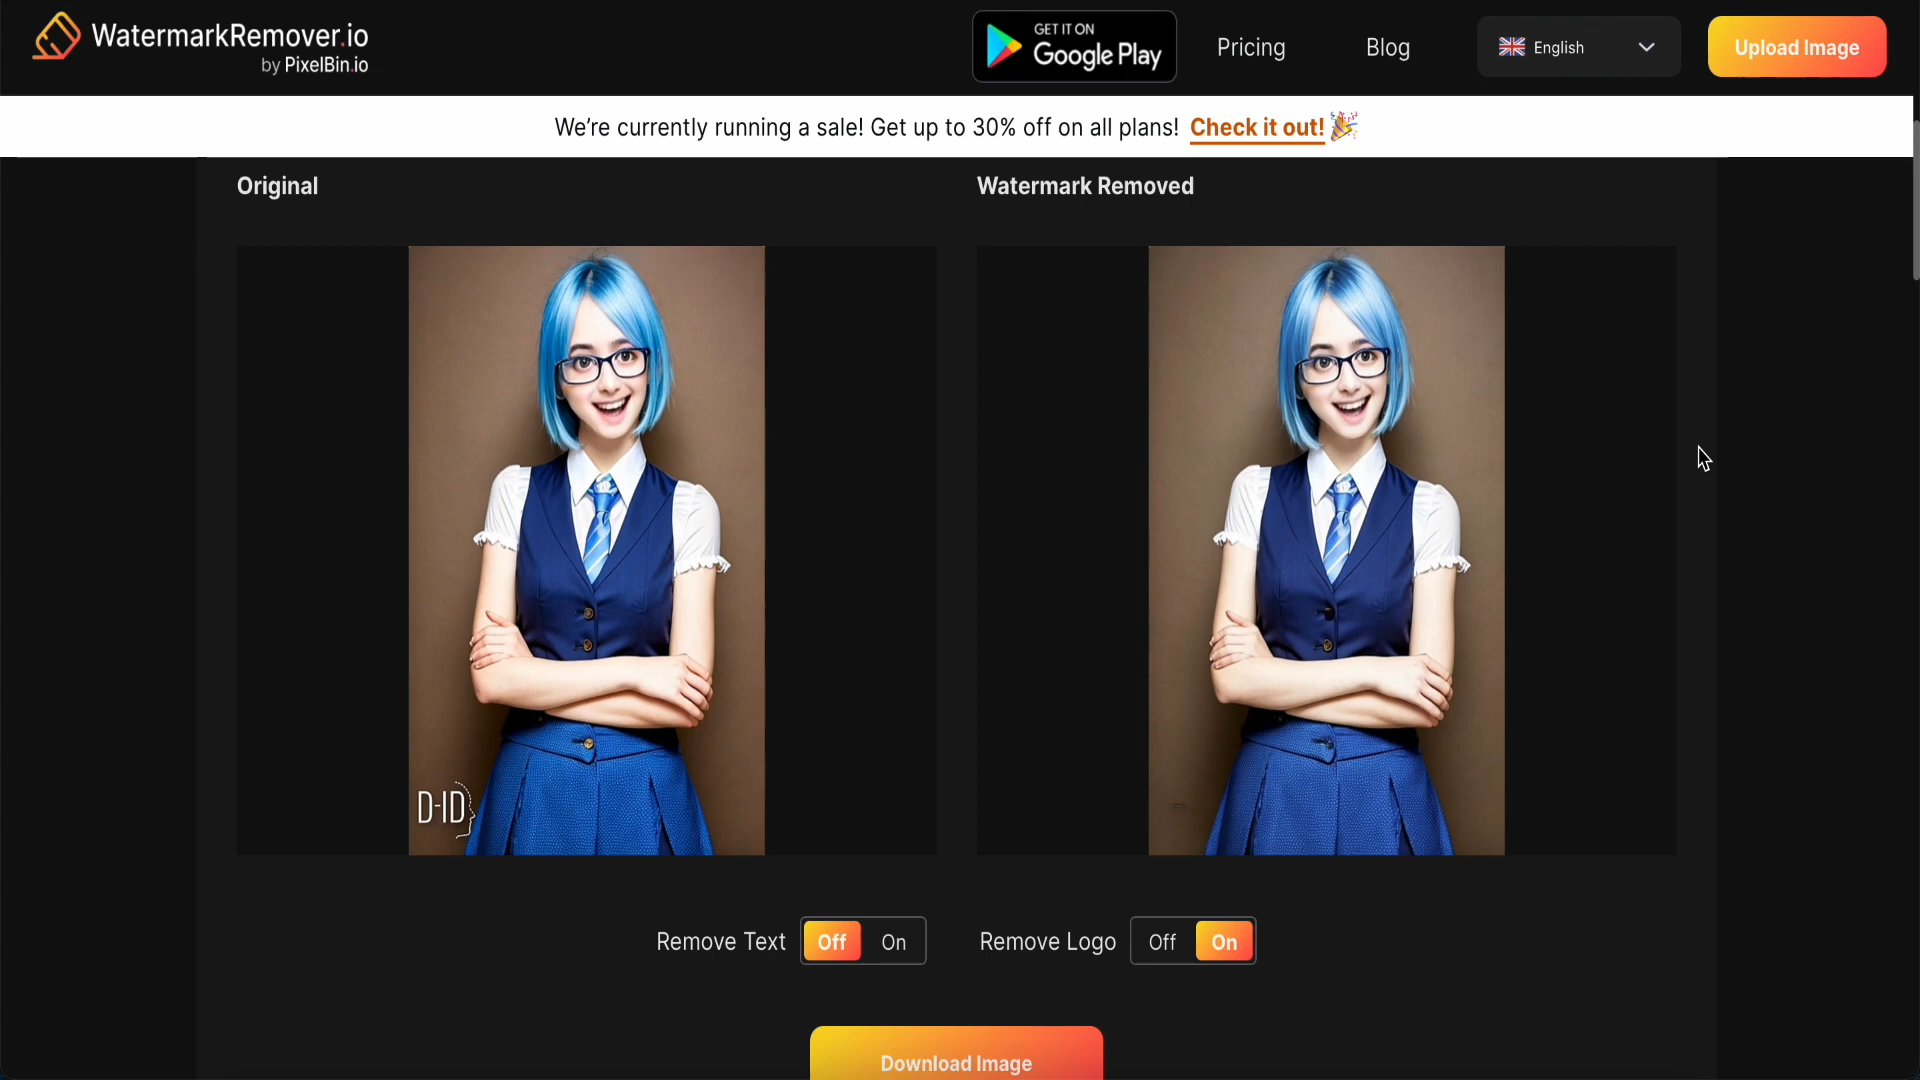 WatermarkRemover.io
by PixelBin.io
GET IT ON
Google Play
Pricing
Blog
English
Upload Image
We’re currently running a sale! Get up to 30% off on all plans! Check it out!
Original
Watermark Removed
D-ID
Remove Text Off On
Remove Logo Off On
Download Image